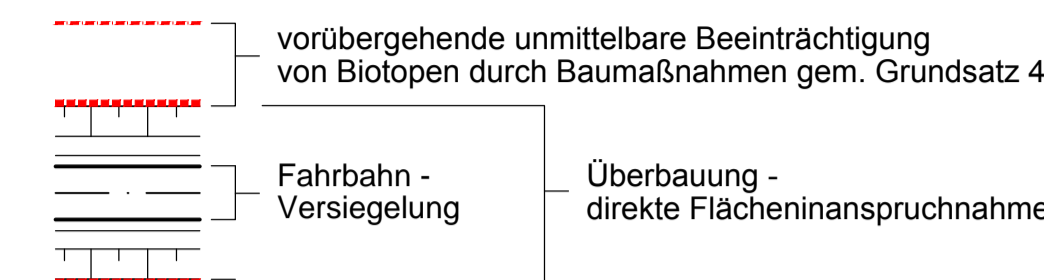 vorübergehende unmittelbare Beeinträchtigung
von Biotopen durch Baumaßnahmen gem. Grundsatz 4
Fahrbahn -
Versiegelung
Überbauung -
direkte Flächeninanspruchnahme